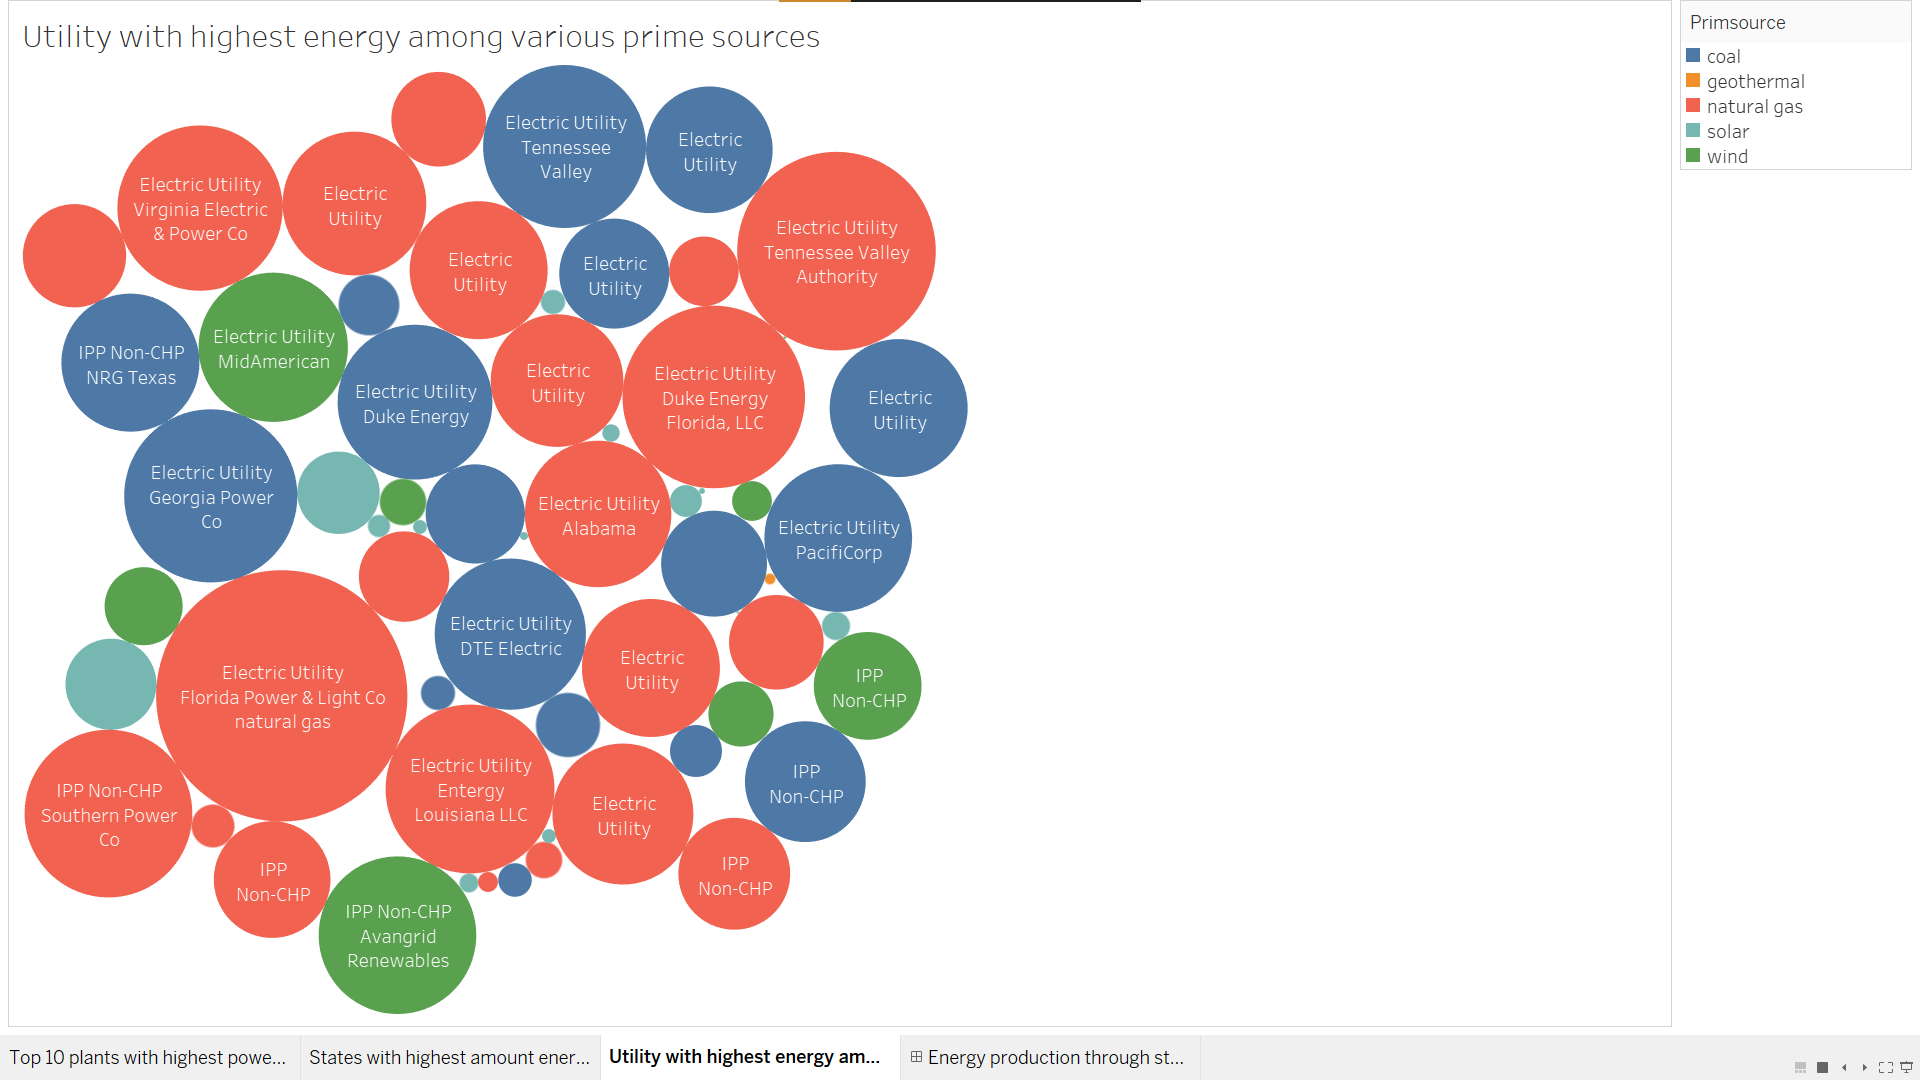 Utility with highest energy among various prime sources
Primsource
coal
geothermal
natural gas
solar
wind
Electric Utility
Tennessee
Valley
Electric
Utility
Electric Utility
Virginia Electric
& Power Co
Electric
Utility
Electric Utility
Tennessee Valley
Authority
Electric
Utility
Electric
Utility
IPP Non-CHP
NRG Texas
Electric Utility
MidAmerican
Electric Utility
Duke Energy
Electric
Utility
Electric Utility
Duke Energy
Florida, LLC
Electric
Utility
Electric Utility
Georgia Power
Co
Electric Utility
Alabama
Electric Utility
PacifiCorp
Electric Utility
Florida Power & Light Co
natural gas
Electric Utility
DTE Electric
Electric
Utility
IPP
Non-CHP
IPP Non-CHP
Southern Power
Co
Electric Utility
Entergy
Louisiana LLC
Electric
Utility
IPP
Non-CHP
IPP
Non-CHP
IPP
Non-CHP
IPP Non-CHP
Avangrid
Renewables
Top 10 plants with highest powe...
States with highest amount ener...
Utility with highest energy am...
Energy production through st...